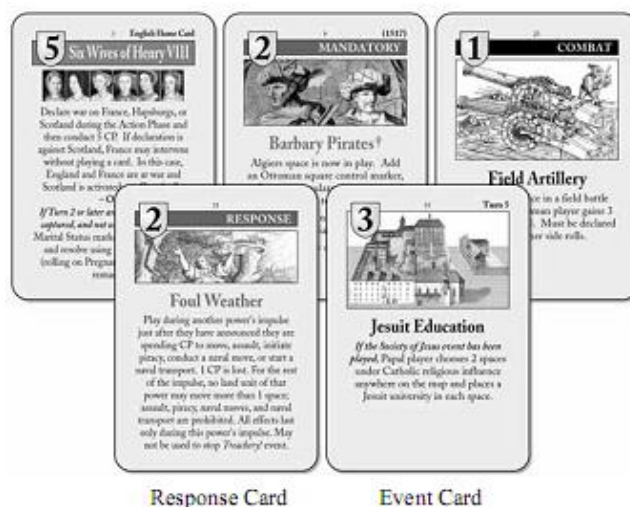 English Home Card
5
Six Wives of Henry VIII
Declare war on France, Hapsburgs, or
Scotland during the Action Phase and
then conduct 5 CP. If declaration is
against Scotland, France may intervene
without playing a card. In this case,
England and France are at war and
Scotland is activated
If Turn 2 or later
captured, and not
Marital Status
and resolve using
(rolling on
(1517)
2
MANDATORY
Barbary Pirates†
Algiers space is now in play. Add
an Ottoman square control marker,
1
COMBAT
Field Artillery
in a field battle
player gains 3
Must be declared
side rolls.
2
RESPONSE
Foul Weather
Play during another power's impulse
just after they have announced they are
spending CP to move, assault, initiate
piracy, conduct a naval move, or start a
naval transport. 1 CP is lost. For the rest
of the impulse, no land unit of that
power may move more than 1 space;
assault, piracy, naval moves, and naval
transport are prohibited. All effects last
only during this power's impulse. May
not be used to stop Treachery! event.
Turn 5
3
Jesuit Education
If the Society of Jesus event has been
played, Papal player chooses 2 spaces
under Catholic religious influence
anywhere on the map and places a
Jesuit university in each space.
Response Card
Event Card